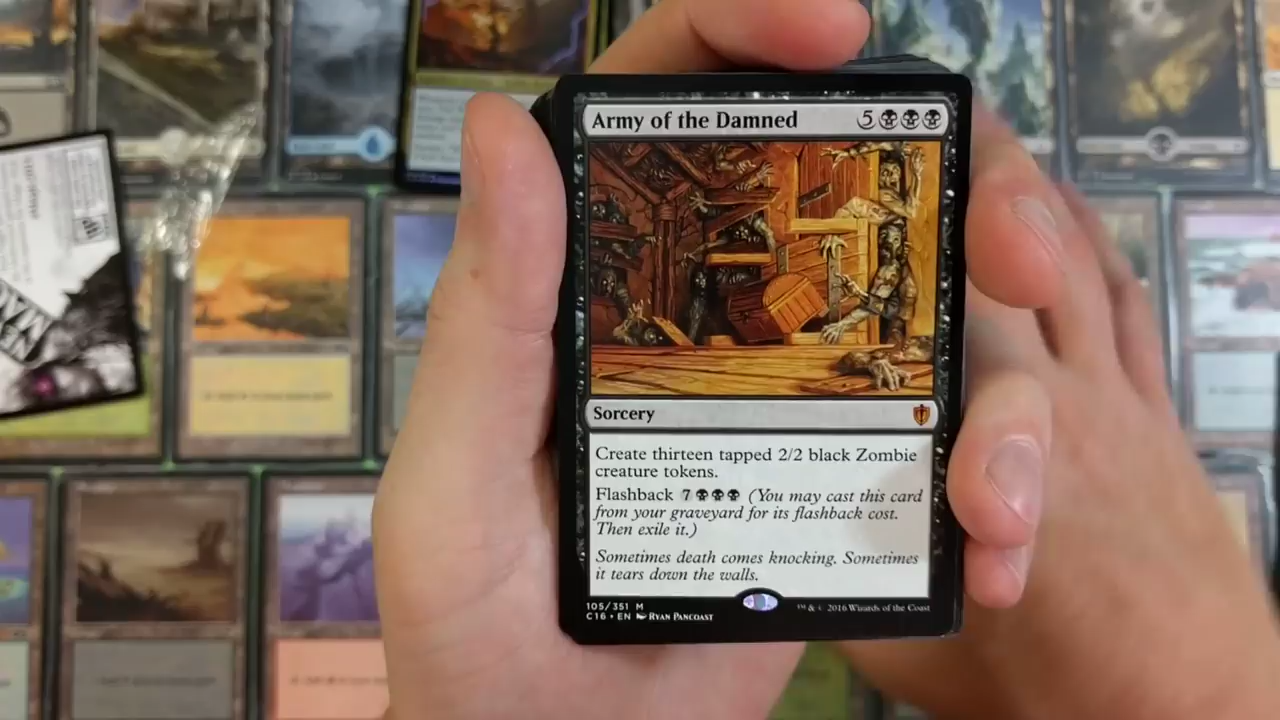 Army of the Damned 5
Sorcery
Create thirteen tapped 2/2 black Zombie
creature tokens.
Flashback 7 (You may cast this card
from your graveyard for its flashback cost.
Then exile it.)
Sometimes death comes knocking. Sometimes
it tears down the walls.
105/351 M
C16 • EN RYAN PANCOAST
™ & © 2016 Wizards of the Coast